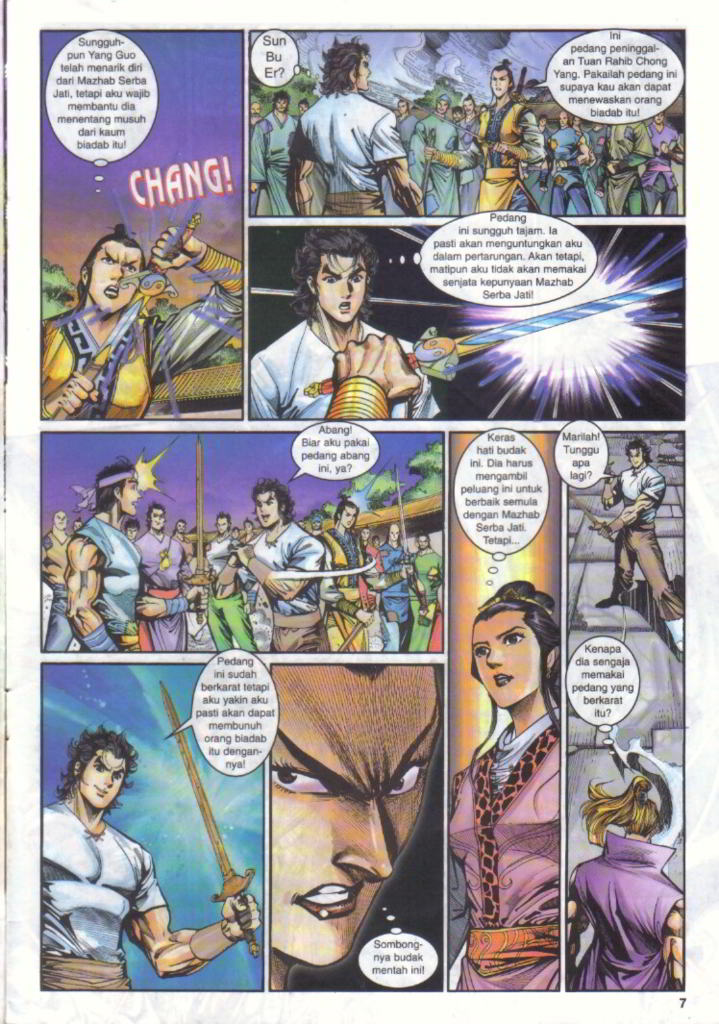 Sungguh-
pun Yang Guo
telah menarik diri
dari Mazhab Serba
Jati, tetapi aku wajib
membantu dia
menentang musuh
dari kaum
biadab itu!
CHANG!
Sun
Bu
Er?
Ini
pedang peninggal-
an Tuan Rahib Chong
Yang. Pakailah pedang ini
supaya kau akan dapat
menewaskan orang
biadab itu!
Pedang
ini sungguh tajam. Ia
pasti akan menguntungkan aku
dalam pertarungan. Akan tetapi,
matipun aku tidak akan memakai
senjata kepunyaan Mazhab
Serba Jati!
Abang!
Biar aku pakai
pedang abang
ini, ya?
Keras
hati budak
ini. Dia harus
mengambil
peluang ini untuk
berbaik semula
dengan Mazhab
Serba Jati.
Tetapi...
Marilah!
Tunggu
apa
lagi?
Pedang
ini sudah
berkarat tetapi
aku yakin aku
pasti akan dapat
membunuh
orang biadab
itu dengan-
nya!
Sombong-
nya budak
mentah ini!
Kenapa
dia sengaja
memakai
pedang yang
berkarat
itu?
7